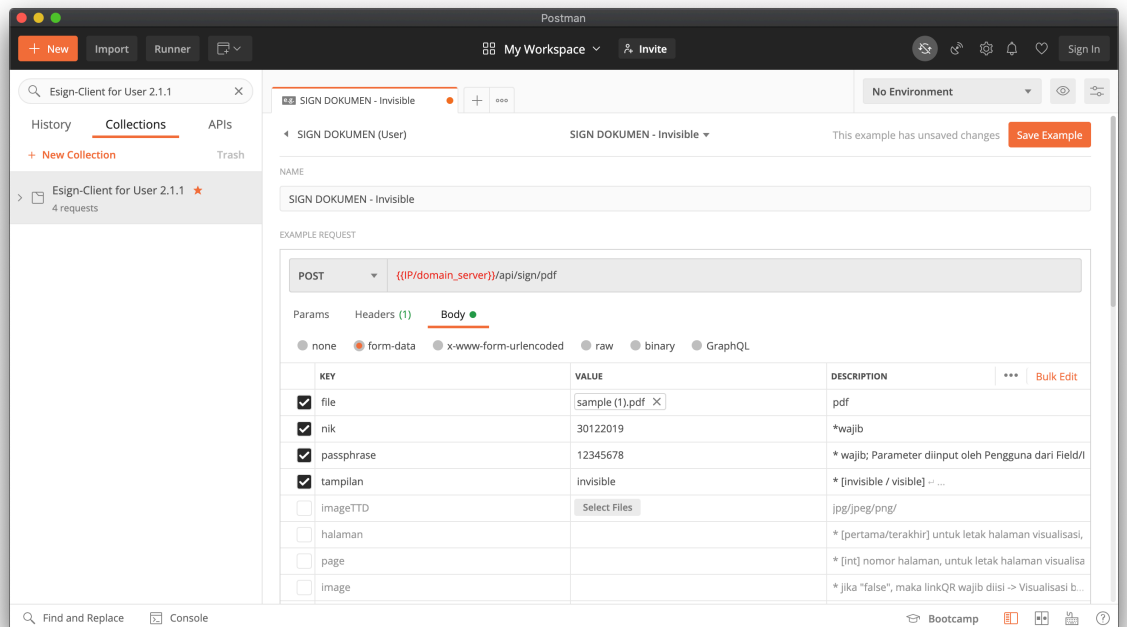 Postman
+ New
Import
Runner
My Workspace
Invite
Sign In
Esign-Client for User 2.1.1
History
Collections
APIs
+ New Collection
Trash
Esign-Client for User 2.1.1
4 requests
SIGN DOKUMEN - Invisible
No Environment
SIGN DOKUMEN (User)
SIGN DOKUMEN - Invisible
This example has unsaved changes
Save Example
NAME
SIGN DOKUMEN - Invisible
EXAMPLE REQUEST
POST
{{IP/domain_server}}/api/sign/pdf
Params
Headers (1)
Body
none
form-data
x-www-form-urlencoded
raw
binary
GraphQL
KEY VALUE DESCRIPTION ••• Bulk Edit
file sample (1).pdf pdf
nik 30122019 *wajib
passphrase 12345678 * wajib; Parameter diinput oleh Pengguna dari Field/
tampilan invisible * [invisible / visible] ↵ ...
imageTTD Select Files jpg/jpeg/png/
halaman * [pertama/terakhir] untuk letak halaman visualisasi,
page * [int] nomor halaman, untuk letak halaman visualisa
image * jika "false", maka linkQR wajib diisi -> Visualisasi b...
Find and Replace
Console
Bootcamp